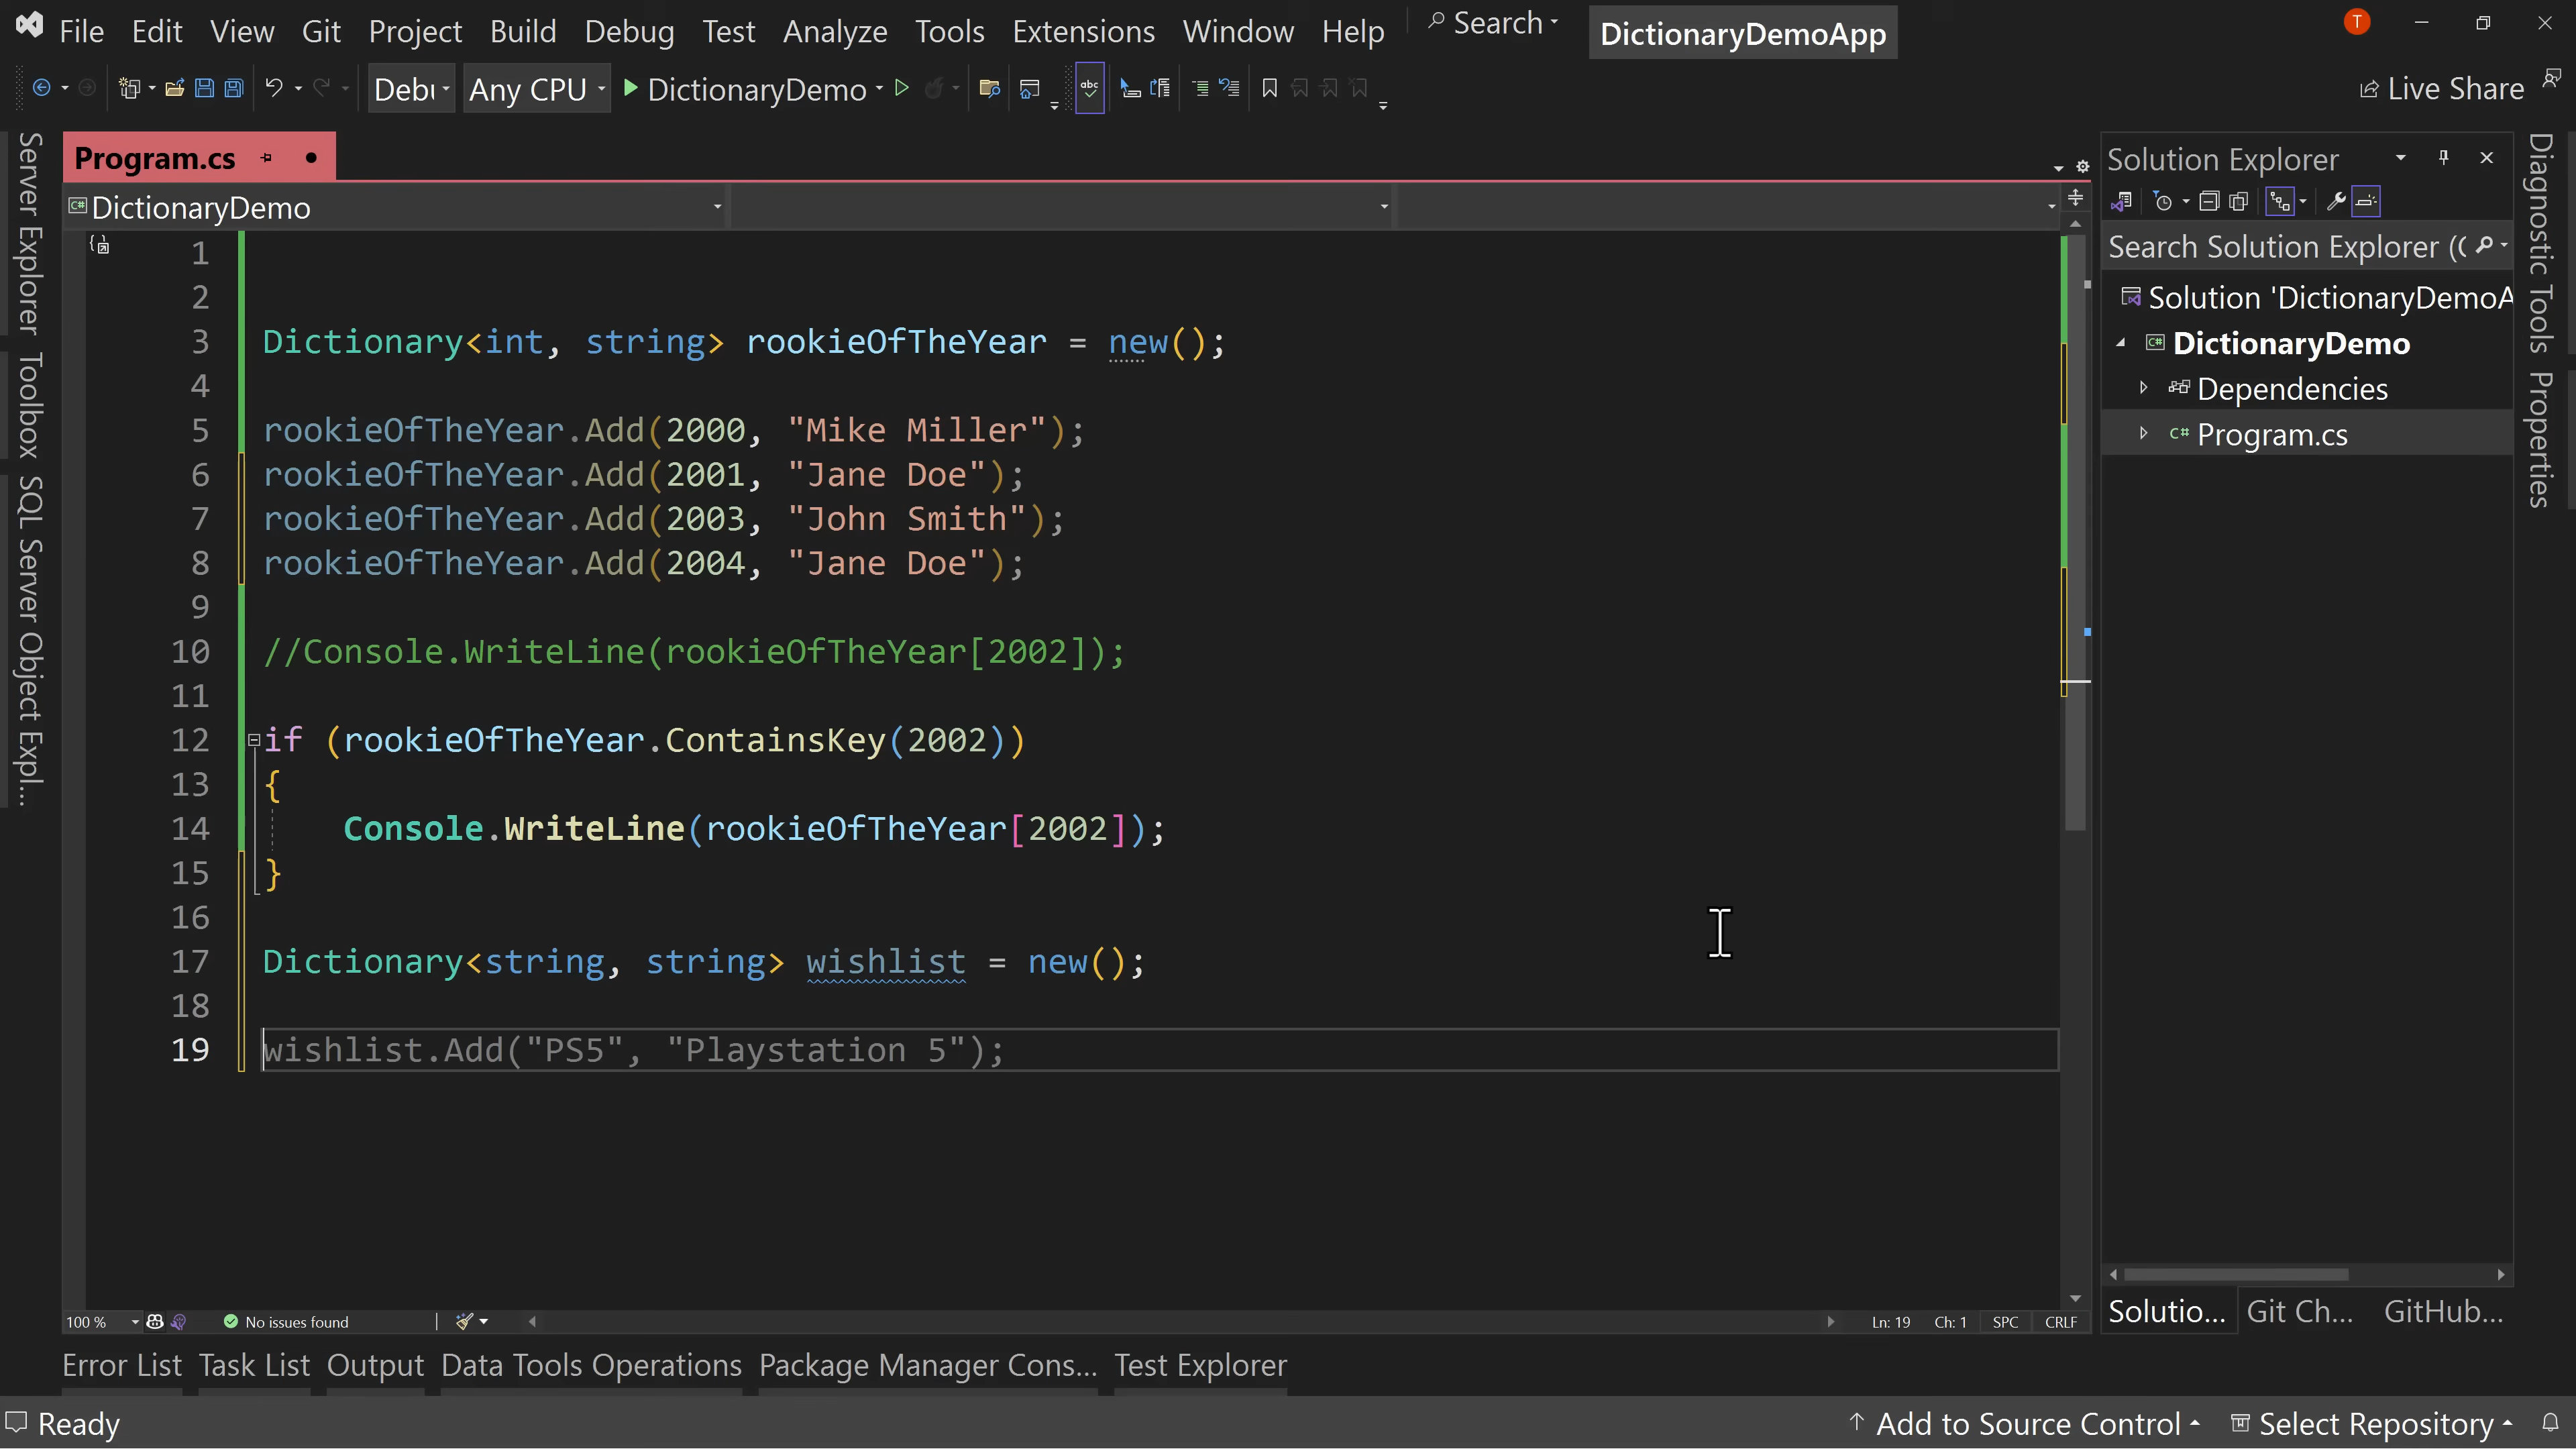 File Edit View Git Project Build Debug Test Analyze Tools Extensions Window Help Search DictionaryDemoApp T
Debu Any CPU DictionaryDemo Live Share
Server Explorer
Toolbox
SQL Server Object Expl...
Program.cs
DictionaryDemo
1
2
3 Dictionary<int, string> rookieOfTheYear = new();
4
5 rookieOfTheYear.Add(2000, "Mike Miller");
6 rookieOfTheYear.Add(2001, "Jane Doe");
7 rookieOfTheYear.Add(2003, "John Smith");
8 rookieOfTheYear.Add(2004, "Jane Doe");
9
10 //Console.WriteLine(rookieOfTheYear[2002]);
11
12 if (rookieOfTheYear.ContainsKey(2002))
13 {
14 Console.WriteLine(rookieOfTheYear[2002]);
15 }
16
17 Dictionary<string, string> wishlist = new();
18
19 wishlist.Add("PS5", "Playstation 5");
100 % No issues found Ln: 19 Ch: 1 SPC CRLF
Solution Explorer
Search Solution Explorer (
Solution 'DictionaryDemoA
DictionaryDemo
Dependencies
C# Program.cs
Solutio... Git Ch... GitHub...
Diagnostic Tools
Properties
Error List Task List Output Data Tools Operations Package Manager Cons... Test Explorer
Ready Add to Source Control Select Repository